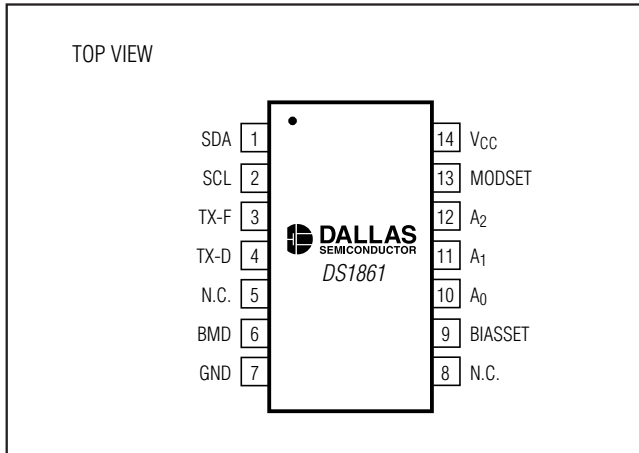 TOP VIEW
SDA 1 14 VCC
SCL 2 13 MODSET
TX-F 3 12 A2
TX-D 4 11 A1
N.C. 5 10 A0
BMD 6 9 BIASSET
GND 7 8 N.C.
DALLAS
SEMICONDUCTOR
DS1861